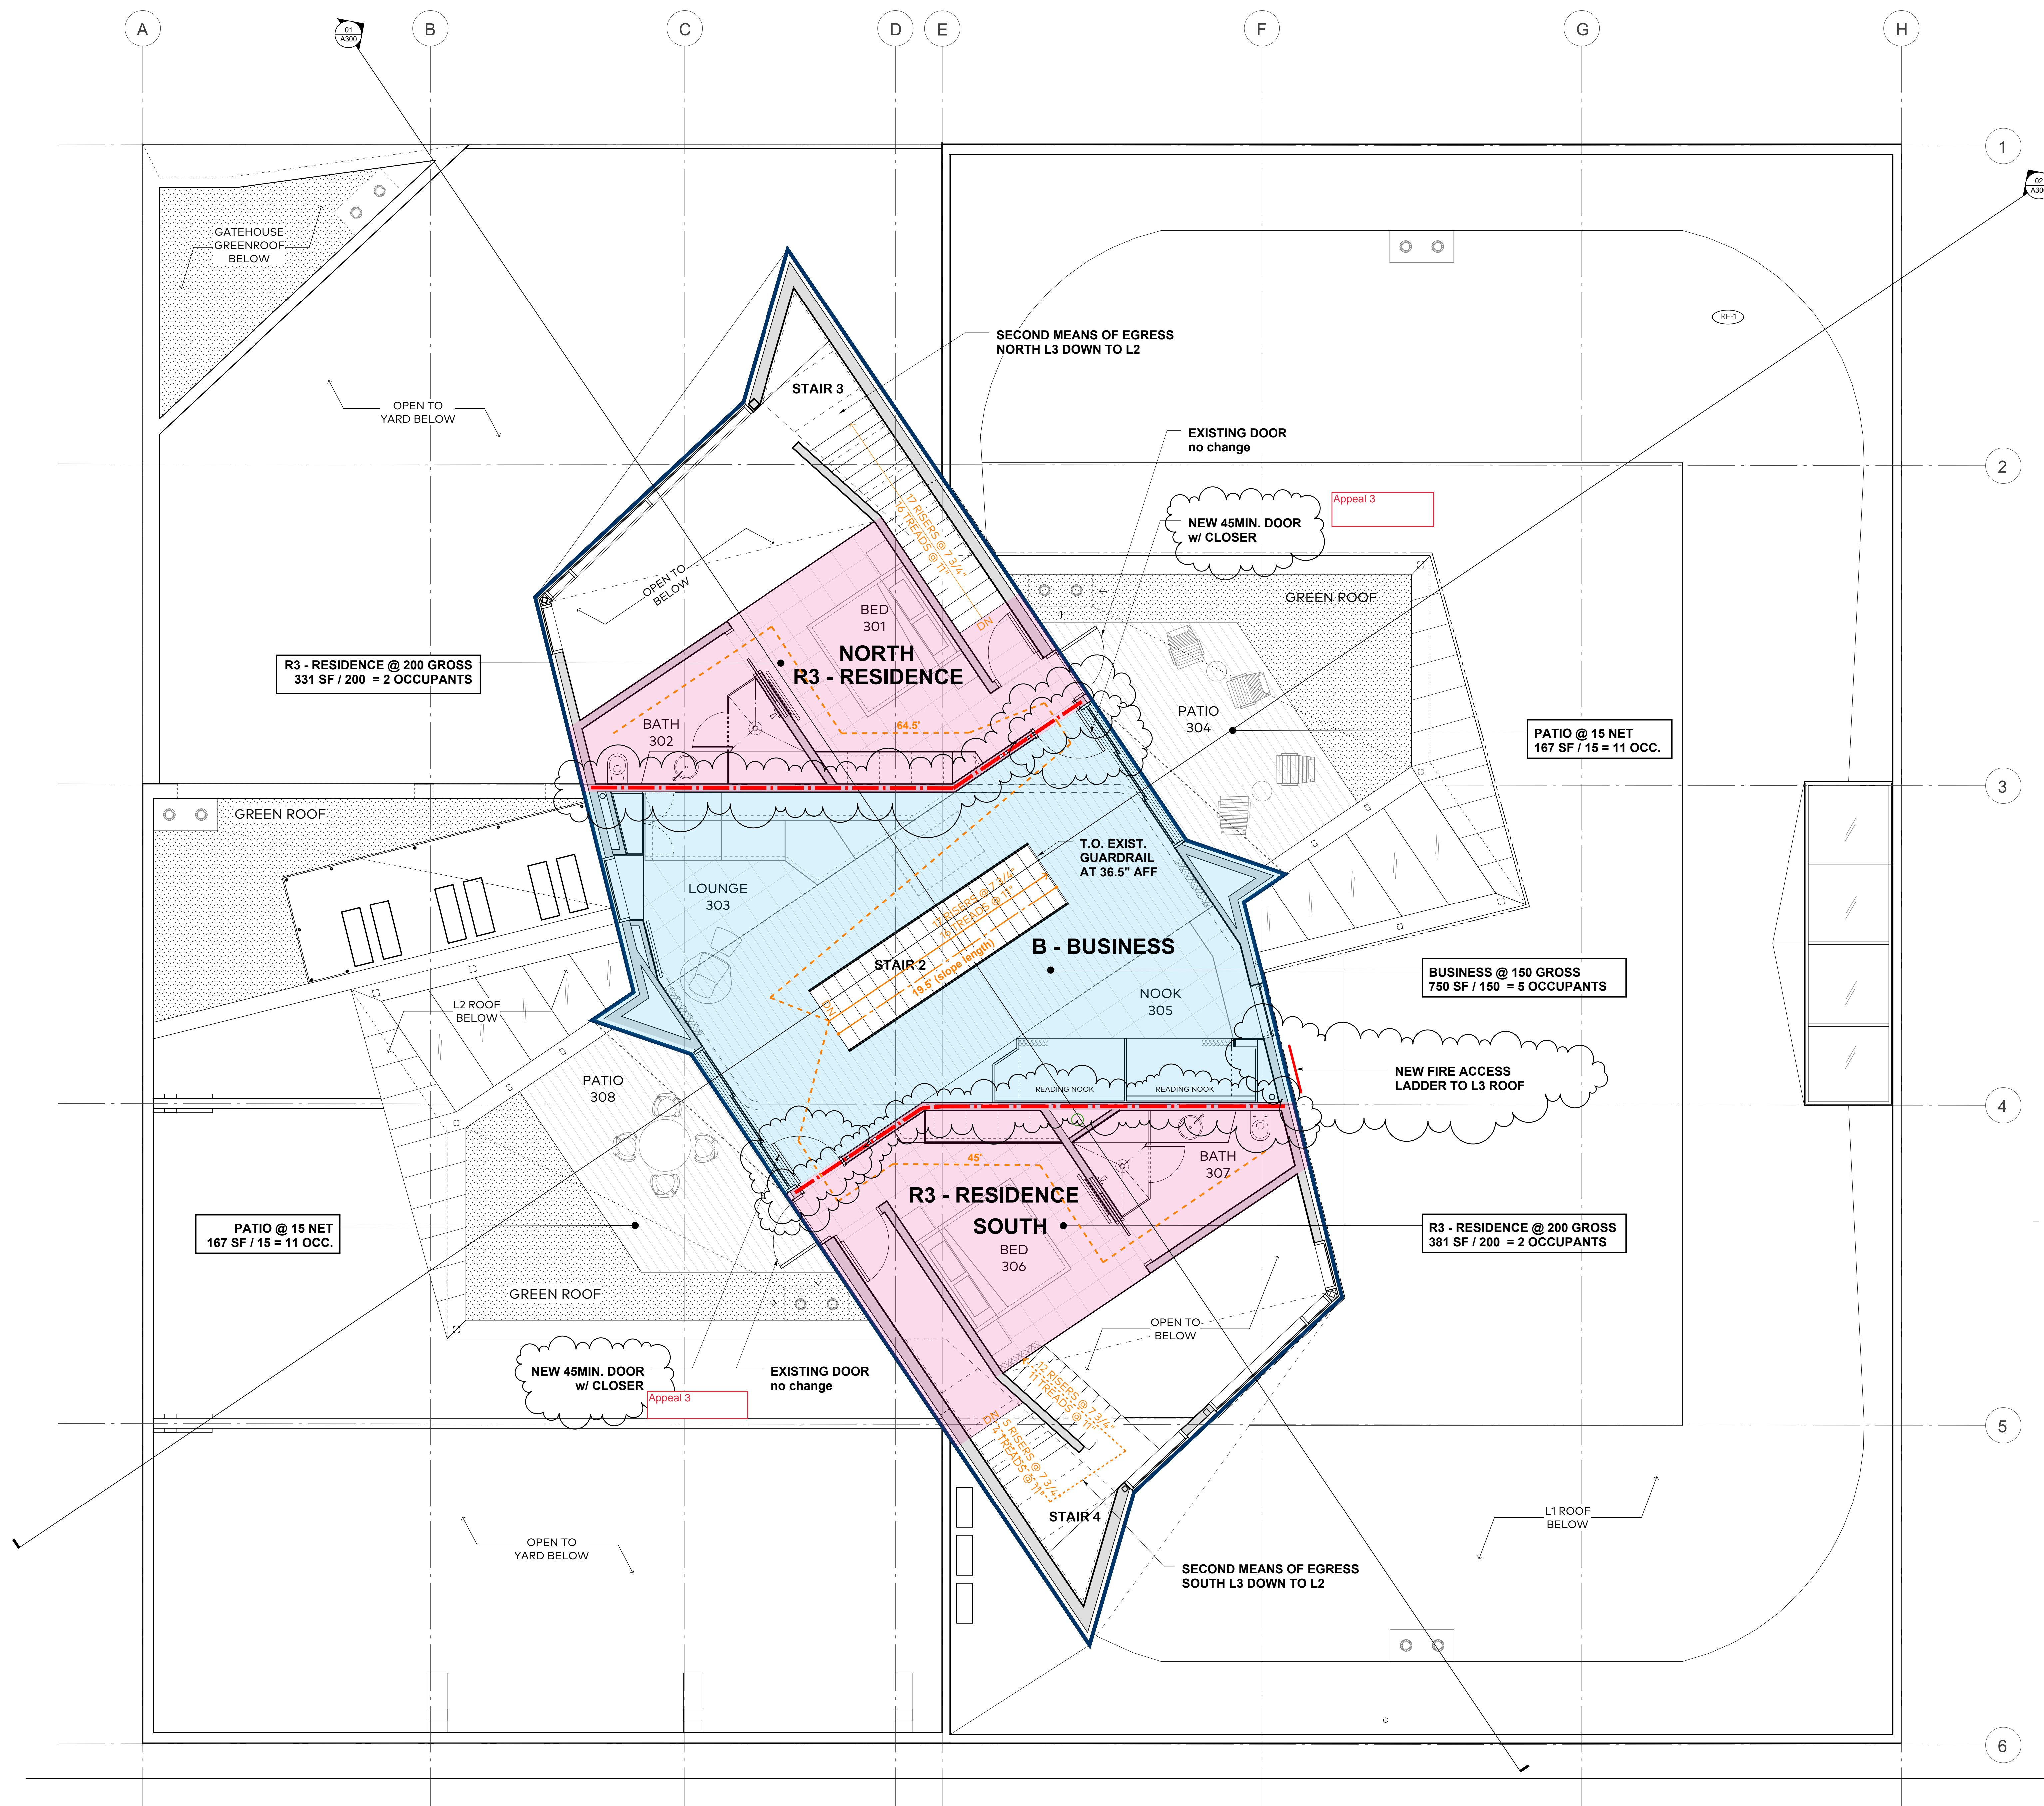 A
B
C
D
E
F
G
H
01
A300
1
02
GATEHOUSE
GREENROOF
BELOW
RF-1
SECOND MEANS OF EGRESS
NORTH L3 DOWN TO L2
STAIR 3
OPEN TO
YARD BELOW
EXISTING DOOR
no change
2
17 RISERS @ 7 3/4"
16 TREADS @ 11"
Appeal 3
NEW 45MIN. DOOR
w/ CLOSER
OPEN TO
BELOW
GREEN ROOF
BED
301
DN
NORTH
R3 - RESIDENCE
R3 - RESIDENCE @ 200 GROSS
331 SF / 200 = 2 OCCUPANTS
PATIO
304
BATH
302
64.5'
PATIO @ 15 NET
167 SF / 15 = 11 OCC.
3
GREEN ROOF
T.O. EXIST.
GUARDRAIL
AT 36.5" AFF
LOUNGE
303
17 RISERS @ 7 3/4"
16 TREADS @ 11"
B - BUSINESS
STAIR 2
19.5' (slope length)
DN
BUSINESS @ 150 GROSS
750 SF / 150 = 5 OCCUPANTS
NOOK
305
L2 ROOF
BELOW
NEW FIRE ACCESS
LADDER TO L3 ROOF
PATIO
308
READING NOOK
READING NOOK
4
45'
BATH
307
R3 - RESIDENCE
SOUTH
PATIO @ 15 NET
167 SF / 15 = 11 OCC.
R3 - RESIDENCE @ 200 GROSS
381 SF / 200 = 2 OCCUPANTS
BED
306
GREEN ROOF
OPEN TO
BELOW
NEW 45MIN. DOOR
w/ CLOSER
EXISTING DOOR
no change
Appeal 3
12 RISERS @ 7 3/4"
11 TREADS @ 11"
DN
5 RISERS @ 7 3/4"
4 TREADS @ 11"
5
STAIR 4
L1 ROOF
BELOW
OPEN TO
YARD BELOW
SECOND MEANS OF EGRESS
SOUTH L3 DOWN TO L2
6